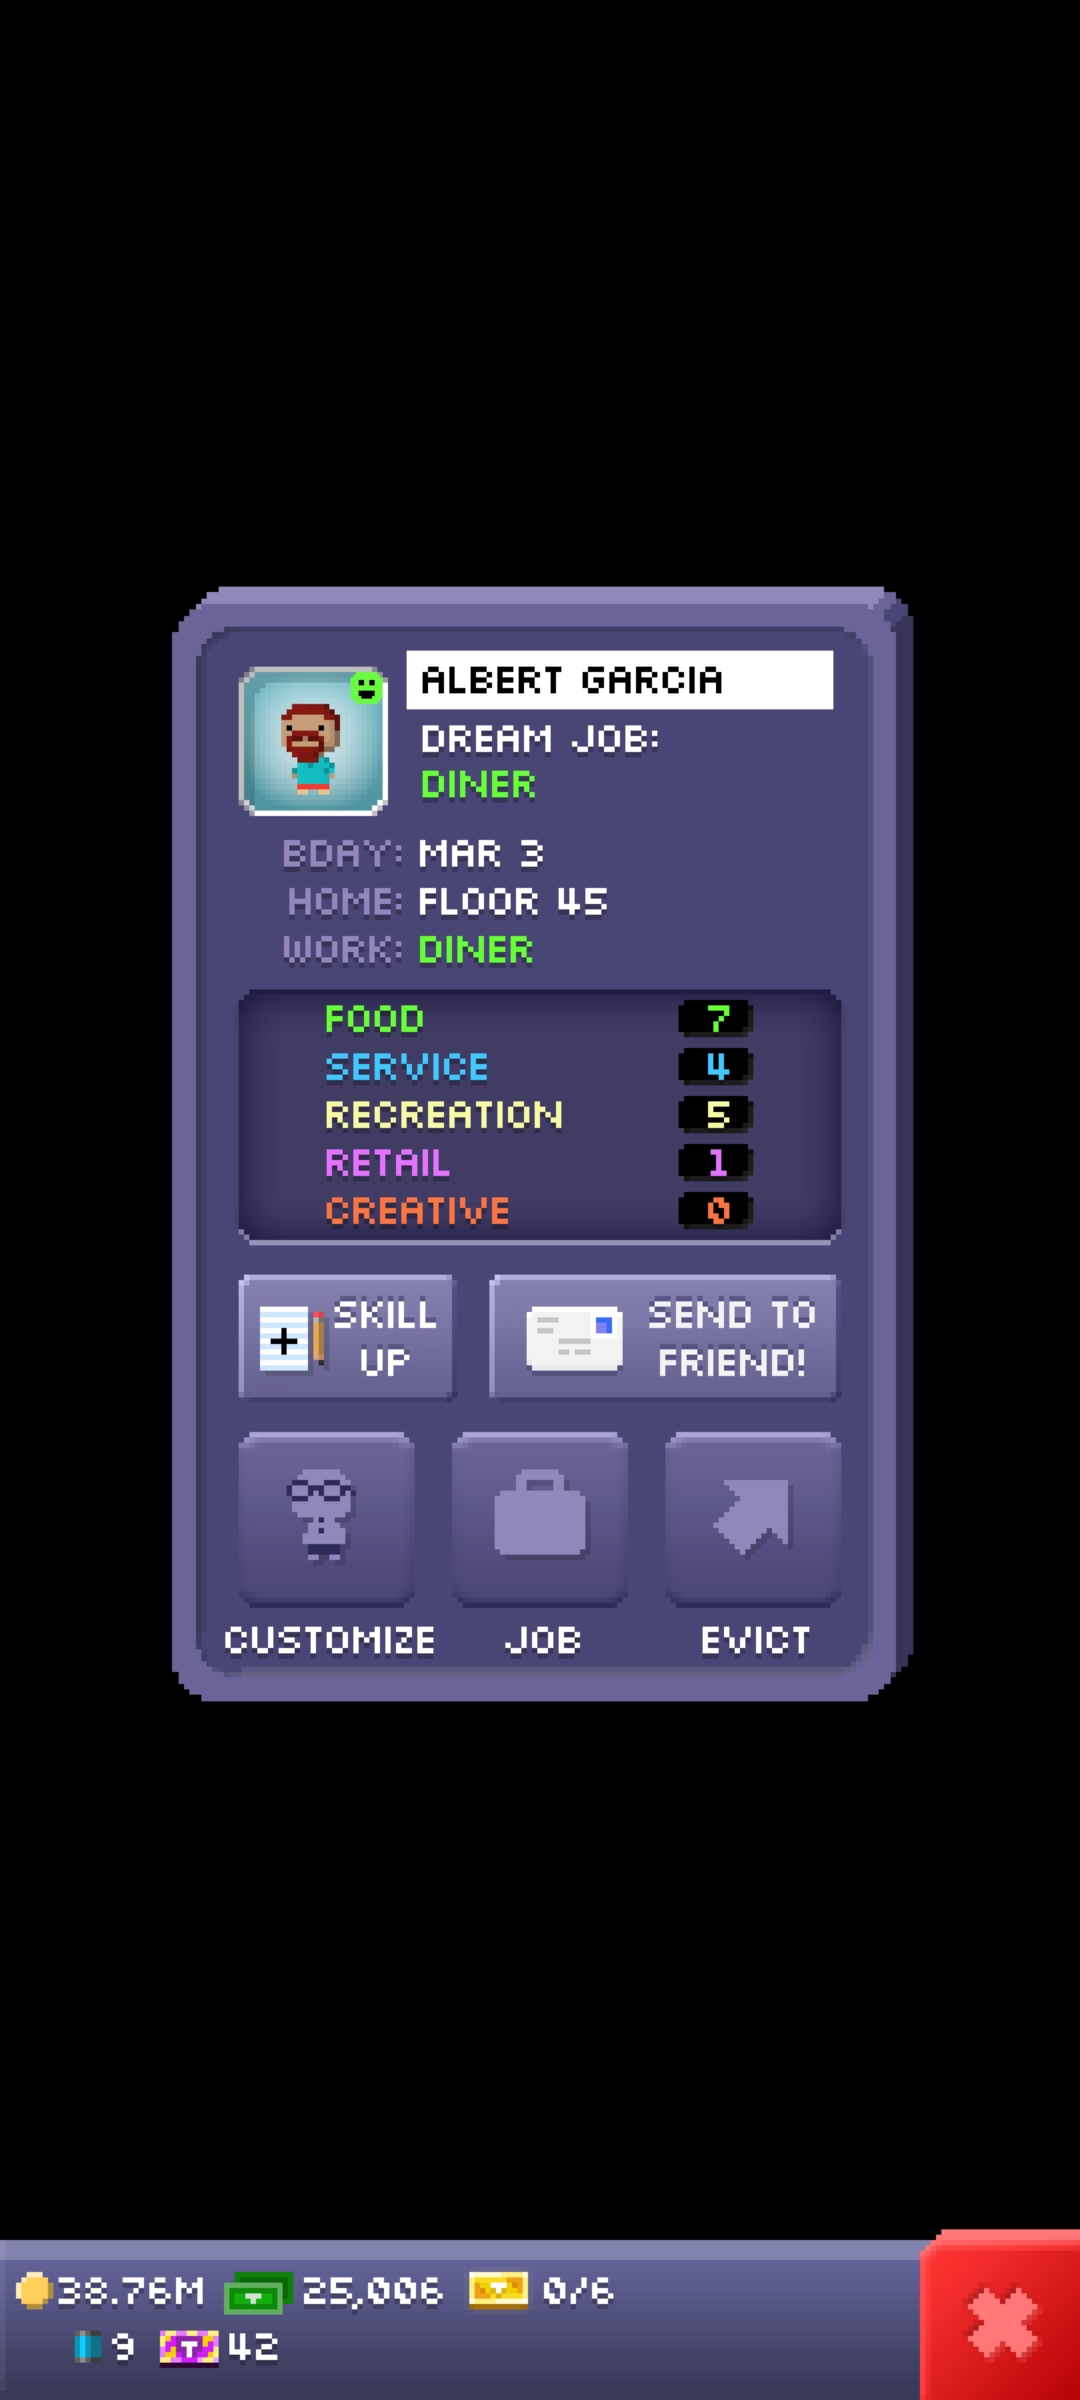 ALBERT GARCIA
DREAM JOB:
DINER
BDAY: MAR 3
HOME: FLOOR 45
WORK: DINER
FOOD 7
SERVICE 4
RECREATION 5
RETAIL 1
CREATIVE 0
SKILL
UP
SEND TO
FRIEND!
CUSTOMIZE JOB EVICT
38.76M 25,006 0/6
9 T 42